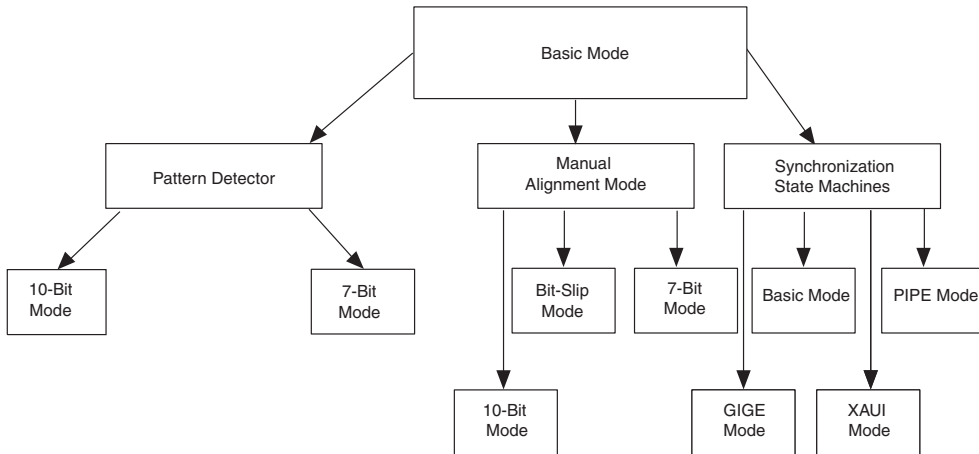 Basic Mode
Pattern Detector
Manual
Alignment Mode
Synchronization
State Machines
10-Bit
Mode
7-Bit
Mode
Bit-Slip
Mode
7-Bit
Mode
Basic Mode
PIPE Mode
10-Bit
Mode
GIGE
Mode
XAUI
Mode